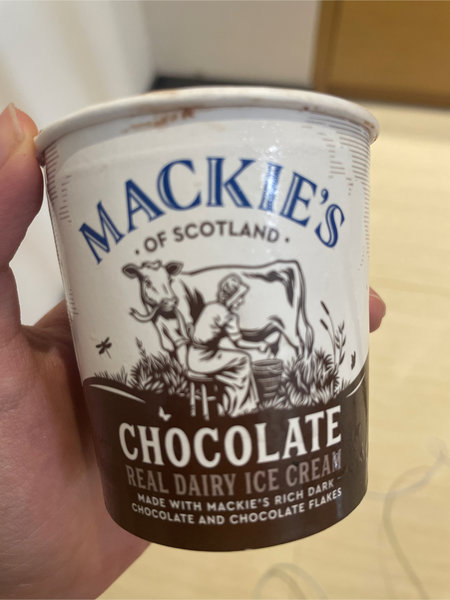 MACKIE'S
· OF SCOTLAND ·
CHOCOLATE
REAL DAIRY ICE CREAM
MADE WITH MACKIE'S RICH DARK
CHOCOLATE AND CHOCOLATE FLAKES